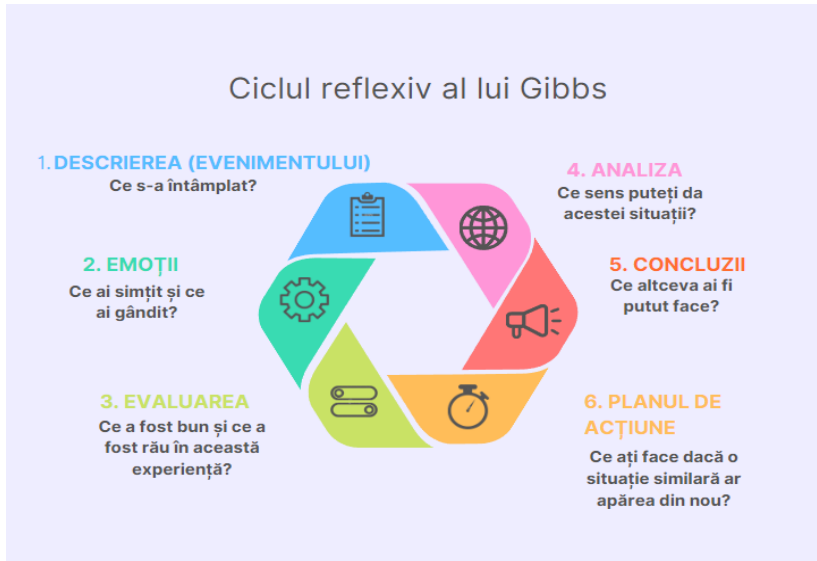 Ciclul reflexiv al lui Gibbs
1. DESCRIEREA (EVENIMENTULUI)
Ce s-a întâmplat?
2. EMOȚII
Ce ai simțit și ce
ai gândit?
3. EVALUAREA
Ce a fost bun și ce a
fost rău în această
experiență?
4. ANALIZA
Ce sens puteți da
acestei situații?
5. CONCLUZII
Ce altceva ai fi
putut face?
6. PLANUL DE
ACȚIUNE
Ce ați face dacă o
situație similară ar
apărea din nou?